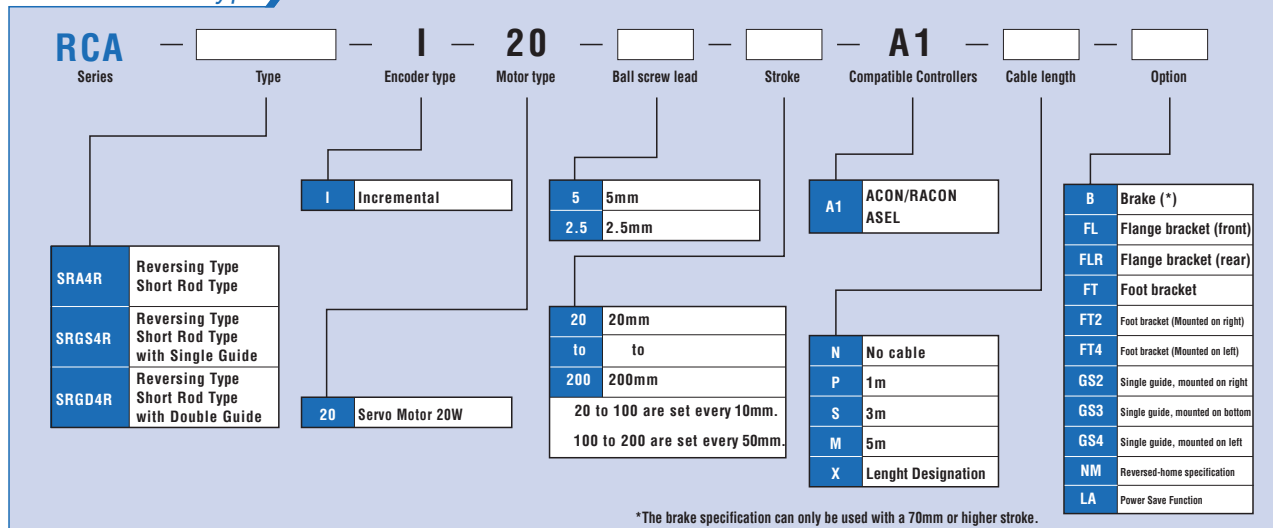 RCA — — I — 20 — — — A1 — —
Series Type Encoder type Motor type Ball screw lead Stroke Compatible Controllers Cable length Option
SRA4R Reversing Type
Short Rod Type
SRGS4R Reversing Type
Short Rod Type
with Single Guide
SRGD4R Reversing Type
Short Rod Type
with Double Guide
I Incremental
20 Servo Motor 20W
5 5mm
2.5 2.5mm
20 20mm
to to
200 200mm
20 to 100 are set every 10mm.
100 to 200 are set every 50mm.
A1 ACON/RACON
ASEL
N No cable
P 1m
S 3m
M 5m
X Lenght Designation
B Brake (*)
FL Flange bracket (front)
FLR Flange bracket (rear)
FT Foot bracket
FT2 Foot bracket (Mounted on right)
FT4 Foot bracket (Mounted on left)
GS2 Single guide, mounted on right
GS3 Single guide, mounted on bottom
GS4 Single guide, mounted on left
NM Reversed-home specification
LA Power Save Function
*The brake specification can only be used with a 70mm or higher stroke.